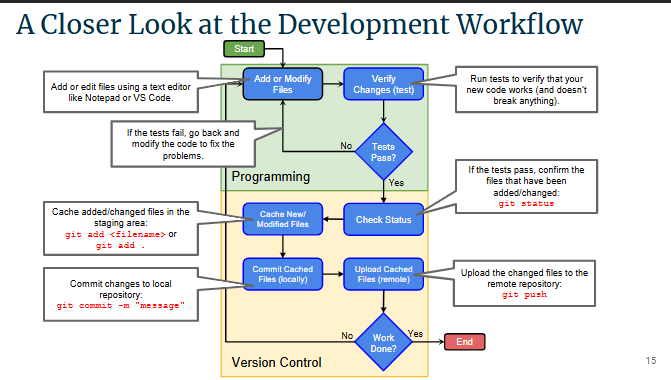 A Closer Look at the Development Workflow
Start
Add or edit files using a text editor
like Notepad or VS Code.
Add or Modify
Files
Verify
Changes (test)
Run tests to verify that your
new code works (and doesn't
break anything).
If the tests fail, go back and
modify the code to fix the
problems.
No
Tests
Pass?
Yes
Programming
If the tests pass, confirm the
files that have been
added/changed:
git status
Cache added/changed files in the
staging area:
git add <filename> or
git add .
Cache New/
Modified Files
Check Status
Commit changes to local
repository:
git commit -m "message"
Commit Cached
Files (locally)
Upload Cached
Files (remote)
Upload the changed files to the
remote repository:
git push
No
Work
Done?
Yes
End
Version Control
15